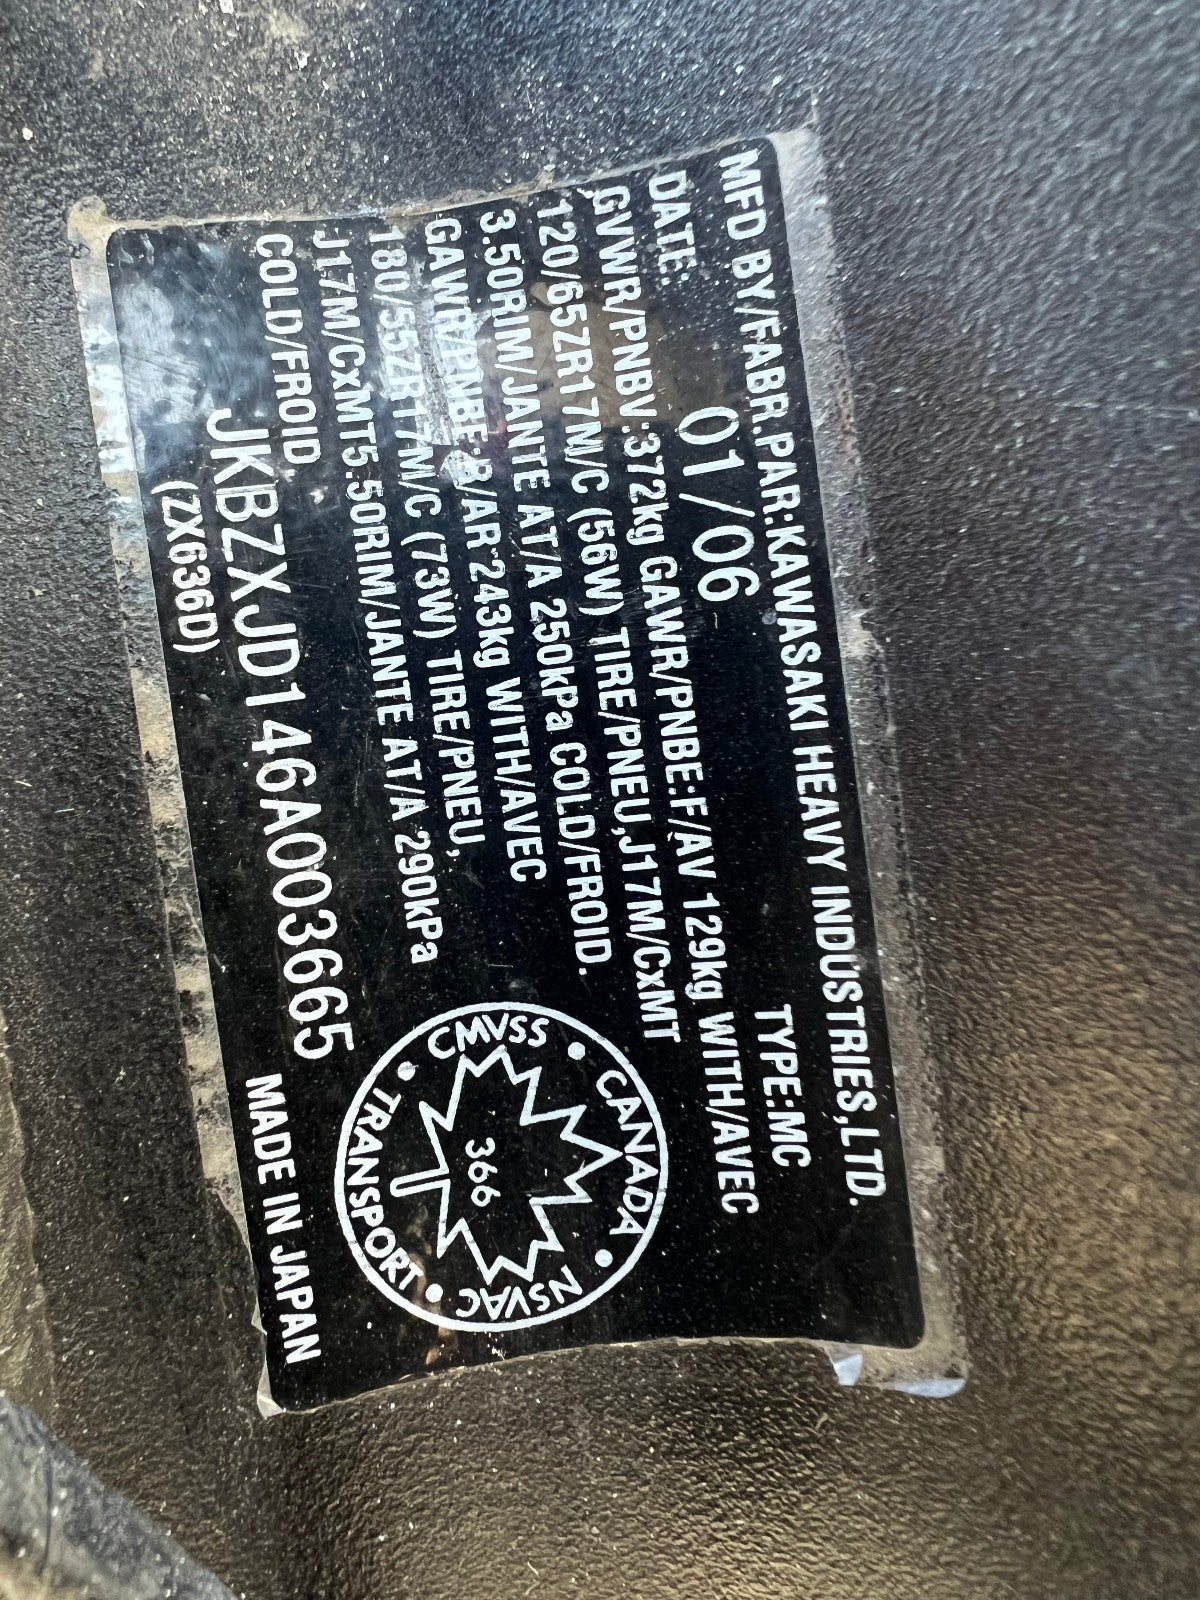 MFD BY/FABR.PAR:KAWASAKI HEAVY INDUSTRIES,LTD.
DATE: 01/06 TYPE:MC
GVWR/PNBV:372kg GAWR/PNBE:F/AV 129kg WITH/AVEC
120/65ZR17M/C (56W) TIRE/PNEU,J17M/CxMT
3.50RIM/JANTE AT/A 250kPa COLD/FROID.
GAWR/PNBE:R/AR 243kg WITH/AVEC
180/55ZR17M/C (73W) TIRE/PNEU,
J17M/CxMT5.50RIM/JANTE AT/A 290kPa
COLD/FROID
JKBZXJD146A003665 MADE IN JAPAN
(ZX636D)
CANADA
CMVSS • NSVAC
366
TRANSPORT